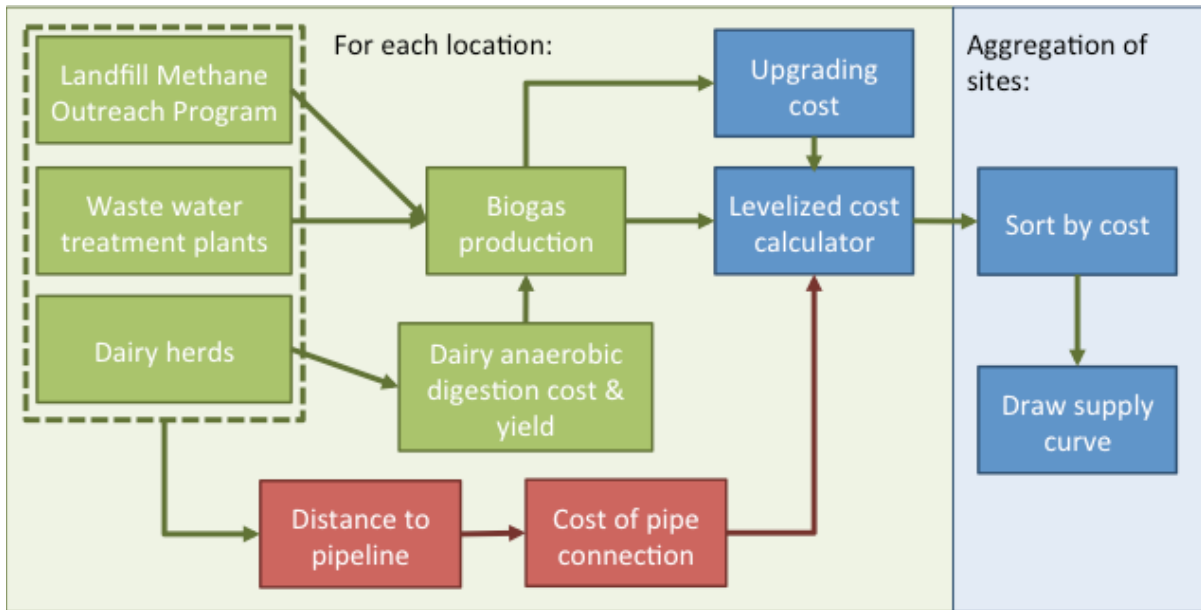 For each location:
Aggregation of
sites:
Landfill Methane
Outreach Program
Upgrading
cost
Waste water
treatment plants
Biogas
production
Levelized cost
calculator
Sort by cost
Dairy herds
Dairy anaerobic
digestion cost &
yield
Draw supply
curve
Distance to
pipeline
Cost of pipe
connection